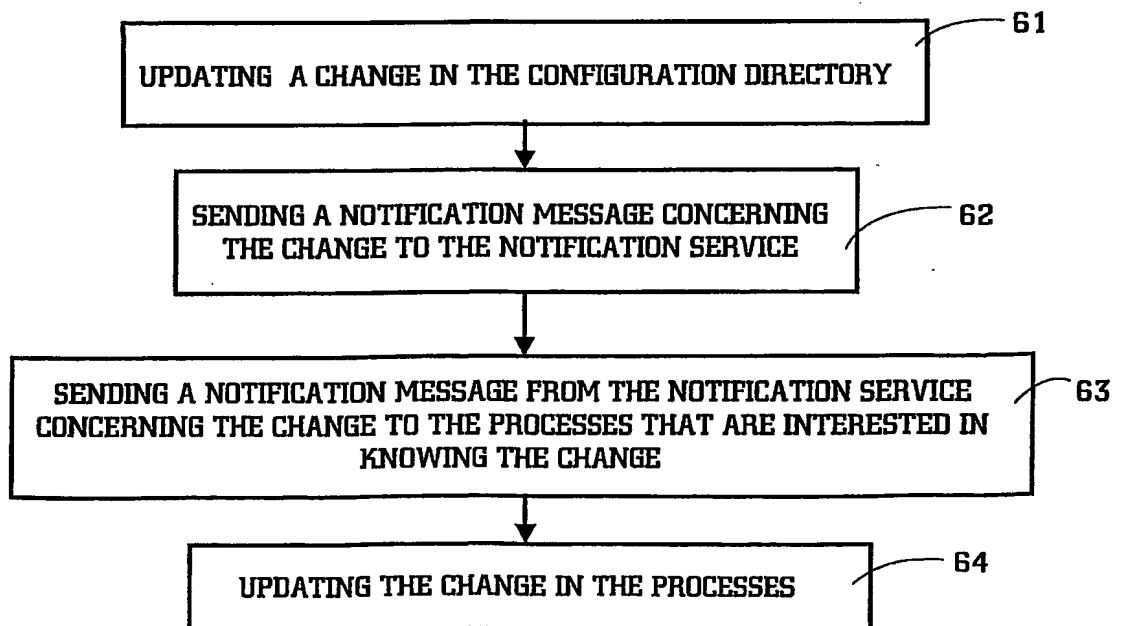 61
UPDATING A CHANGE IN THE CONFIGURATION DIRECTORY
SENDING A NOTIFICATION MESSAGE CONCERNING
THE CHANGE TO THE NOTIFICATION SERVICE
62
SENDING A NOTIFICATION MESSAGE FROM THE NOTIFICATION SERVICE
CONCERNING THE CHANGE TO THE PROCESSES THAT ARE INTERESTED IN
KNOWING THE CHANGE
63
UPDATING THE CHANGE IN THE PROCESSES
64